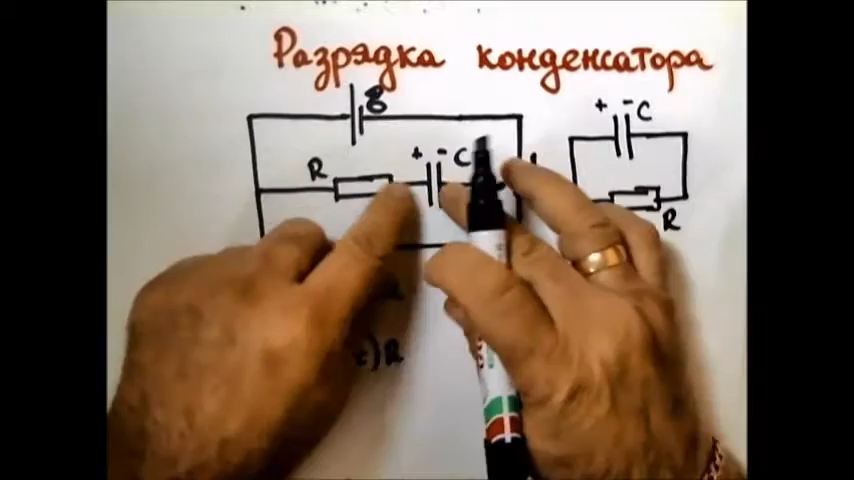 Разрядка конденсатора
ℰ
+ - C
R
+ - C
R
t) R